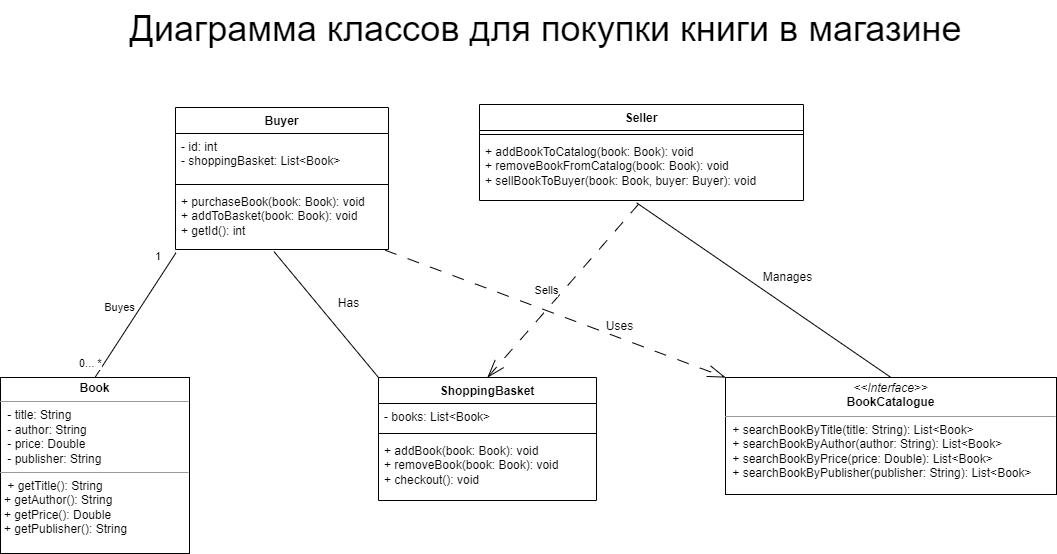 Диаграмма классов для покупки книги в магазине
Buyer
- id: int
- shoppingBasket: List<Book>
+ purchaseBook(book: Book): void
+ addToBasket(book: Book): void
+ getId(): int
Seller
+ addBookToCatalog(book: Book): void
+ removeBookFromCatalog(book: Book): void
+ sellBookToBuyer(book: Book, buyer: Buyer): void
1
Buyes
0... *
Has
Sells
Uses
Manages
Book
- title: String
- author: String
- price: Double
- publisher: String
+ getTitle(): String
+ getAuthor(): String
+ getPrice(): Double
+ getPublisher(): String
ShoppingBasket
- books: List<Book>
+ addBook(book: Book): void
+ removeBook(book: Book): void
+ checkout(): void
<<Interface>>
BookCatalogue
+ searchBookByTitle(title: String): List<Book>
+ searchBookByAuthor(author: String): List<Book>
+ searchBookByPrice(price: Double): List<Book>
+ searchBookByPublisher(publisher: String): List<Book>